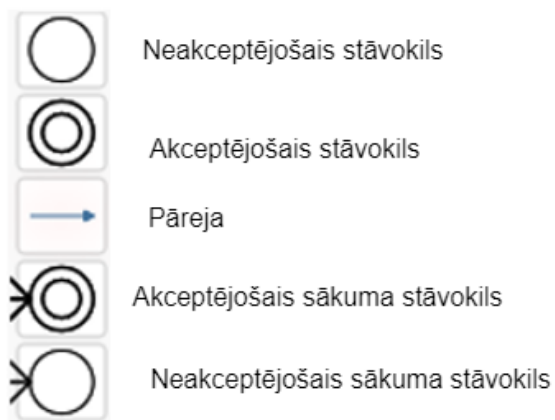 Neakceptējošais stāvokils
Akceptējošais stāvokils
Pāreja
Akceptējošais sākuma stāvokils
Neakceptējošais sākuma stāvokils